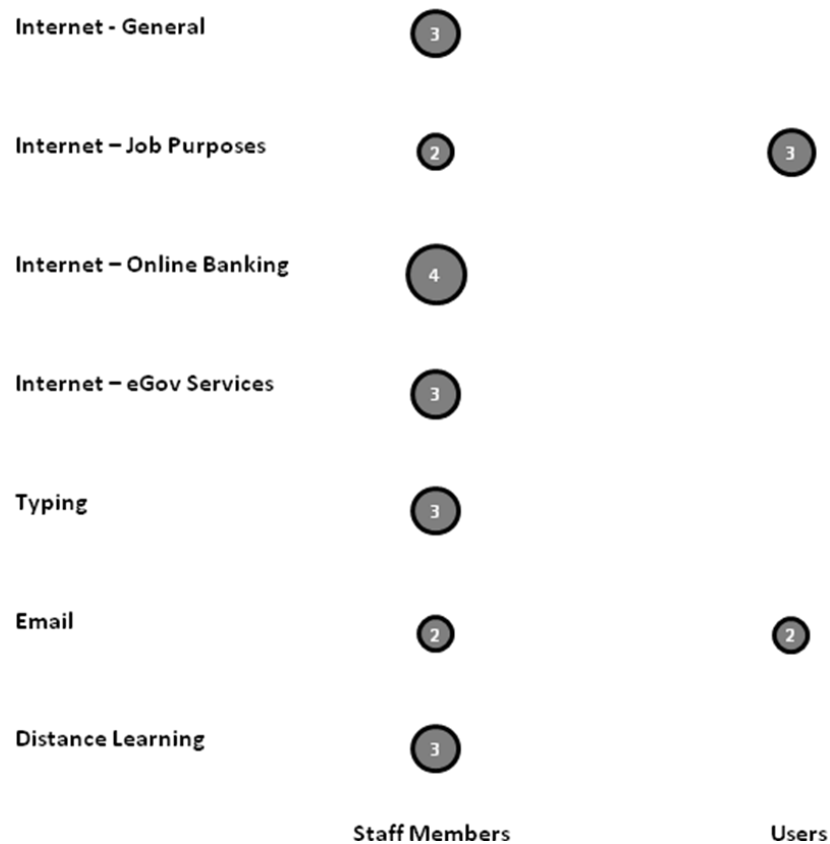 Internet - General 3
Internet – Job Purposes 2 3
Internet – Online Banking 4
Internet – eGov Services 3
Typing 3
Email 2 2
Distance Learning 3
Staff Members Users